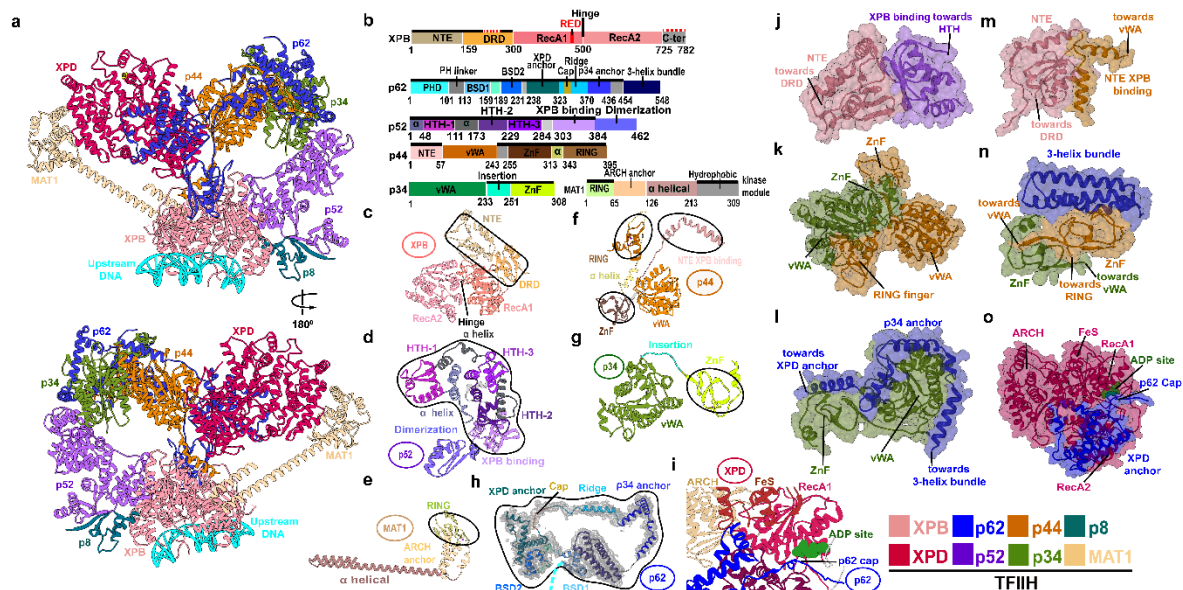 a
XPD
p62
p44
p34
MAT1
p52
XPB
p8
Upstream
DNA
180º
p62
XPD
p44
p34
p52
MAT1
p8
XPB
Upstream
DNA
b
Hinge
RED
XPB
NTE
DRD
RecA1
RecA2
C-ter
1 159 300 500 725 782
PH linker
BSD2
XPD
anchor
Ridge
Cap
p34 anchor
3-helix bundle
p62
PHD
BSD1
1 101 113 159 189 231 238 323 370 436 454 548
HTH-2
XPB binding
Dimerization
p52
α
HTH-1
α
HTH-3
1 48 111 173 229 284 303 384 462
p44
NTE
vWA
ZnF
α
RING
1 57 243 255 313 343 395
Insertion
p34
vWA
ZnF
1 233 251 308
ARCH anchor
Hydrophobic
MAT1
RING
α helical
kinase
module
1 65 126 213 309
c
NTE
XPB
DRD
RecA2
RecA1
Hinge
d
α helix
HTH-1
HTH-3
HTH-2
α helix
Dimerization
p52
XPB binding
e
RING
MAT1
ARCH
anchor
α helical
f
RING
NTE XPB binding
α helix
p44
ZnF
vWA
g
Insertion
p34
ZnF
vWA
h
XPD anchor
Cap
Ridge
p34 anchor
BSD2
BSD1
p62
i
XPD
ARCH
FeS
RecA1
ADP site
p62 cap
p62
j
XPB binding
towards
HTH
NTE
towards
DRD
k
ZnF
ZnF
vWA
vWA
RING finger
l
p34 anchor
towards
XPD anchor
ZnF
vWA
towards
3-helix bundle
m
NTE
towards
vWA
NTE XPB
binding
towards
DRD
n
3-helix bundle
towards
vWA
ZnF
ZnF
towards
RING
towards
vWA
o
ARCH
FeS
RecA1
ADP site
p62 Cap
XPD
anchor
RecA2
XPB p62 p44 p8
XPD p52 p34 MAT1
TFIIH